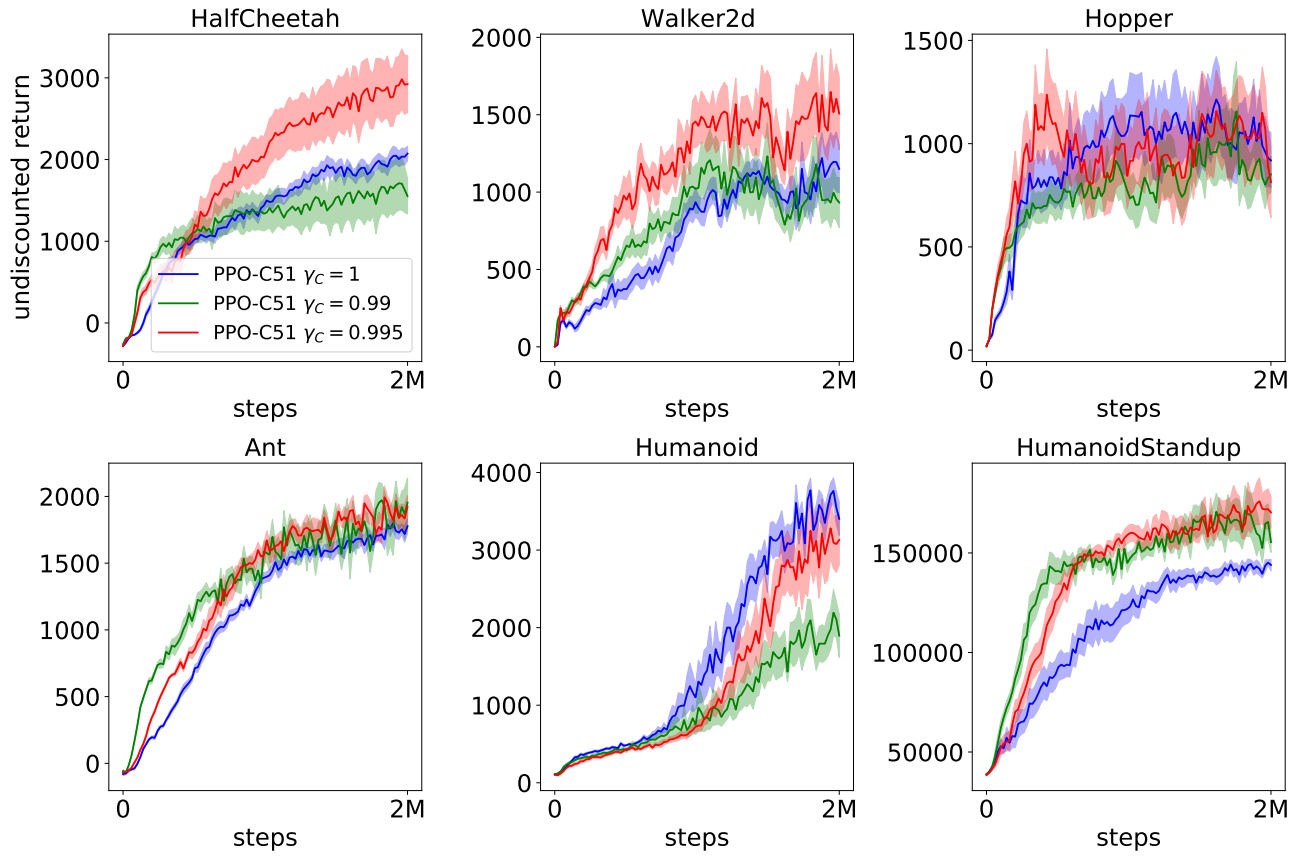 HalfCheetah
Walker2d
Hopper
undiscounted return
3000
2000
1000
0
PPO-C51 γ_C = 1
PPO-C51 γ_C = 0.99
PPO-C51 γ_C = 0.995
0
2M
steps
2000
1500
1000
500
0
0
2M
steps
1500
1000
500
0
0
2M
steps
Ant
Humanoid
HumanoidStandup
2000
1500
1000
500
0
0
2M
steps
4000
3000
2000
1000
0
0
2M
steps
150000
100000
50000
0
2M
steps